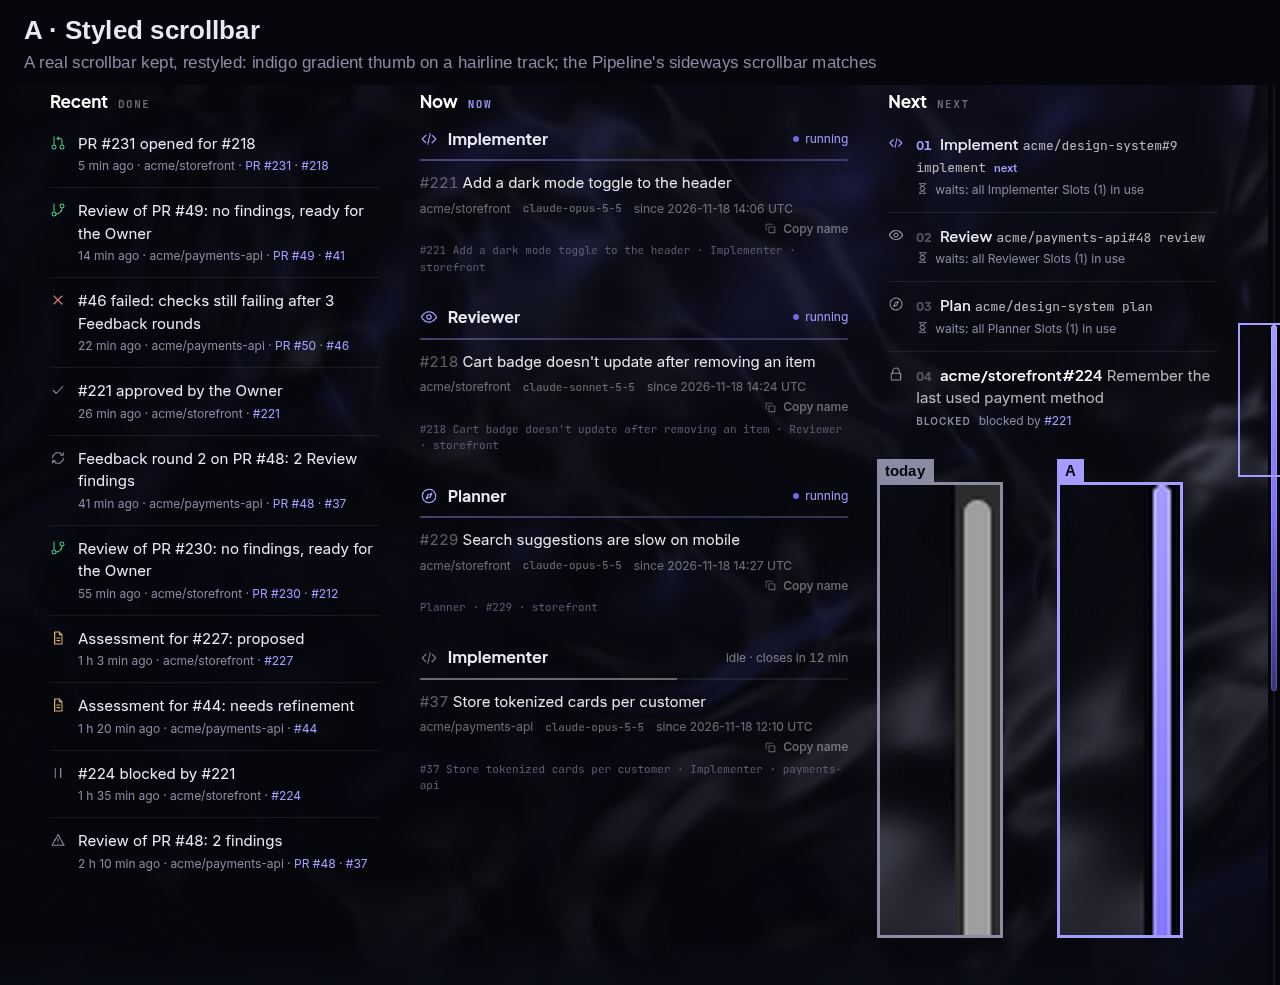 A · Styled scrollbar
A real scrollbar kept, restyled: indigo gradient thumb on a hairline track; the Pipeline's sideways scrollbar matches
Recent DONE
PR #231 opened for #218
5 min ago · acme/storefront · PR #231 · #218
Review of PR #49: no findings, ready for
the Owner
14 min ago · acme/payments-api · PR #49 · #41
#46 failed: checks still failing after 3
Feedback rounds
22 min ago · acme/payments-api · PR #50 · #46
#221 approved by the Owner
26 min ago · acme/storefront · #221
Feedback round 2 on PR #48: 2 Review
findings
41 min ago · acme/payments-api · PR #48 · #37
Review of PR #230: no findings, ready for
the Owner
55 min ago · acme/storefront · PR #230 · #212
Assessment for #227: proposed
1 h 3 min ago · acme/storefront · #227
Assessment for #44: needs refinement
1 h 20 min ago · acme/payments-api · #44
#224 blocked by #221
1 h 35 min ago · acme/storefront · #224
Review of PR #48: 2 findings
2 h 10 min ago · acme/payments-api · PR #48 · #37
Now NOW
Implementer running
#221 Add a dark mode toggle to the header
acme/storefront claude-opus-5-5 since 2026-11-18 14:06 UTC
Copy name
#221 Add a dark mode toggle to the header · Implementer ·
storefront
Reviewer running
#218 Cart badge doesn't update after removing an item
acme/storefront claude-sonnet-5-5 since 2026-11-18 14:24 UTC
Copy name
#218 Cart badge doesn't update after removing an item · Reviewer
· storefront
Planner running
#229 Search suggestions are slow on mobile
acme/storefront claude-opus-5-5 since 2026-11-18 14:27 UTC
Copy name
Planner · #229 · storefront
Implementer idle · closes in 12 min
#37 Store tokenized cards per customer
acme/payments-api claude-opus-5-5 since 2026-11-18 12:10 UTC
Copy name
#37 Store tokenized cards per customer · Implementer · payments-
api
Next NEXT
01 Implement acme/design-system#9
implement next
waits: all Implementer Slots (1) in use
02 Review acme/payments-api#48 review
waits: all Reviewer Slots (1) in use
03 Plan acme/design-system plan
waits: all Planner Slots (1) in use
04 acme/storefront#224 Remember the
last used payment method
BLOCKED blocked by #221
today
A